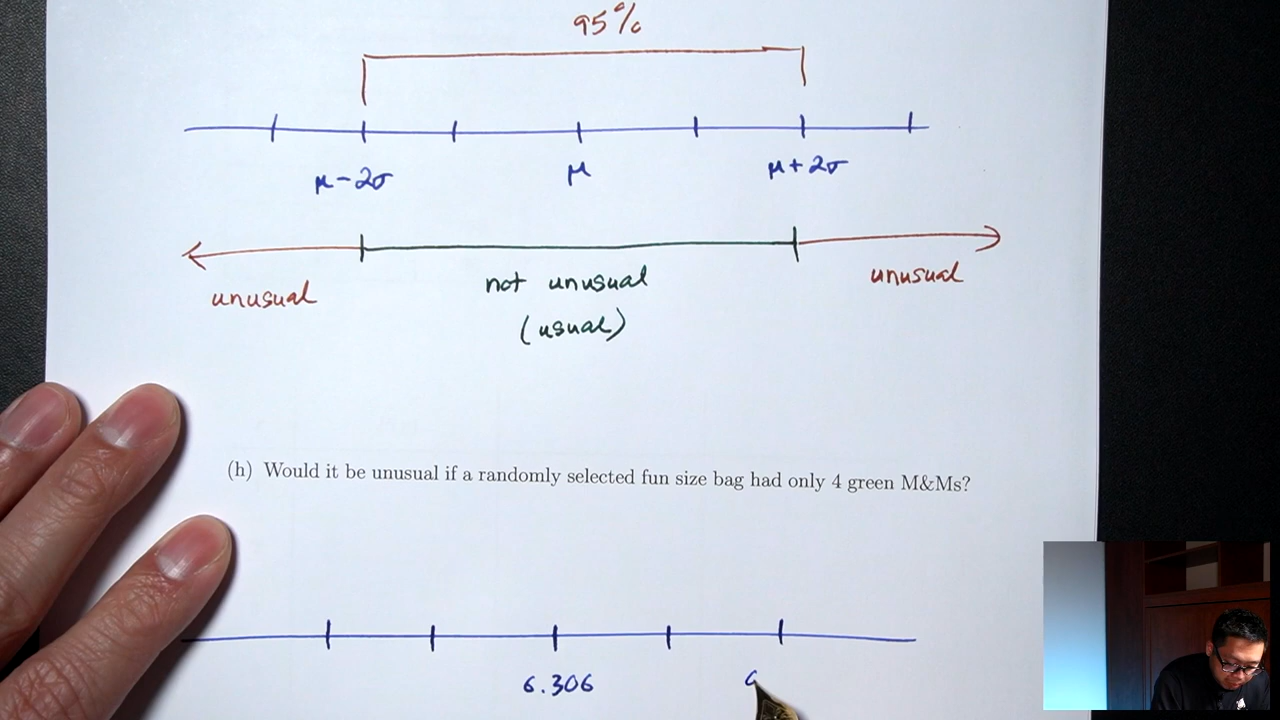 95%
μ-2σ μ μ+2σ
unusual not unusual unusual
(usual)
(h) Would it be unusual if a randomly selected fun size bag had only 4 green M&Ms?
6.306